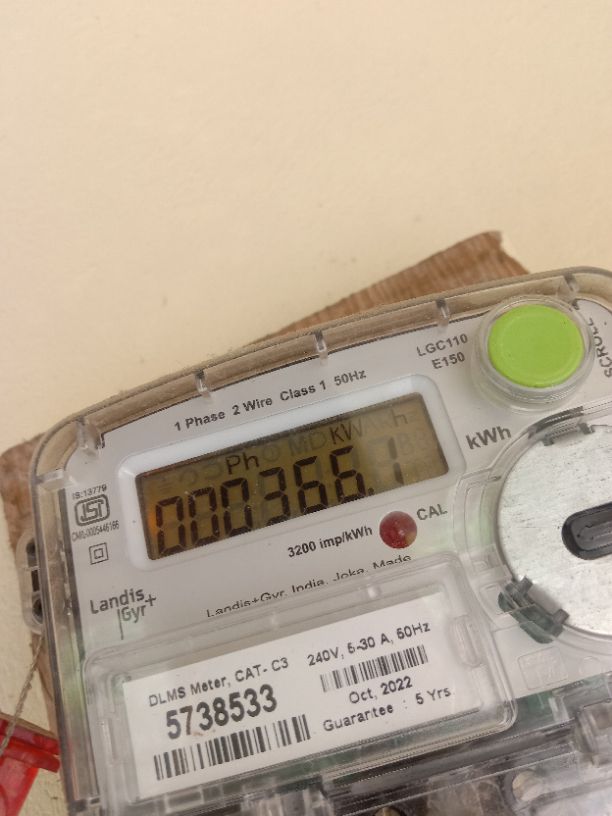 LGC110
E150
SCROLL
1 Phase 2 Wire Class 1 50Hz
Ph MD KW h
000366.1
kWh
IS:13779
CM/L-0005446166
3200 imp/kWh
CAL
Landis
Gyr+
Landis+Gyr, India, Joka, Made
DLMS Meter, CAT- C3
240V, 5-30 A, 50Hz
5738533
Oct, 2022
Guarantee : 5 Yrs